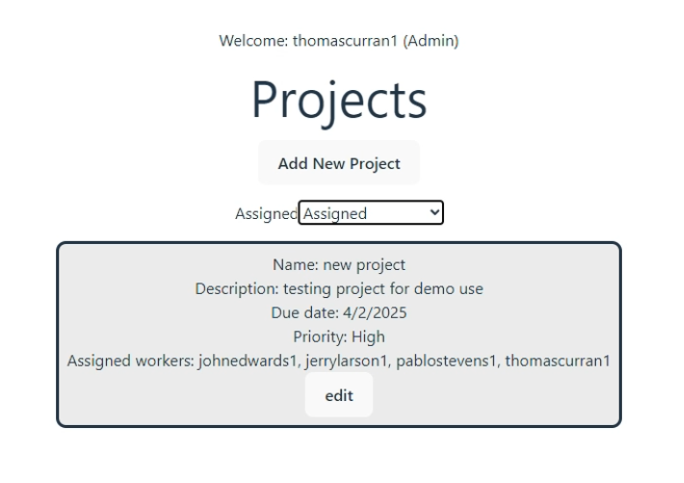 Welcome: thomascurran1 (Admin)
Projects
Add New Project
Assigned Assigned
Name: new project
Description: testing project for demo use
Due date: 4/2/2025
Priority: High
Assigned workers: johnedwards1, jerrylarson1, pablostevens1, thomascurran1
edit